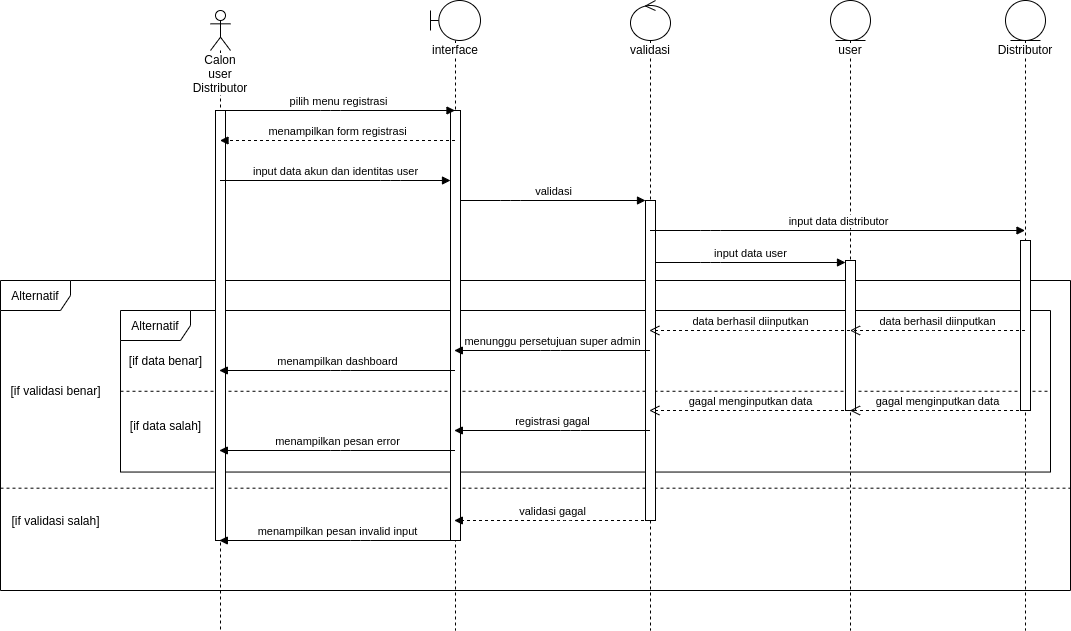 Calon
user
Distributor
interface
validasi
user
Distributor
pilih menu registrasi
menampilkan form registrasi
input data akun dan identitas user
validasi
input data distributor
input data user
Alternatif
Alternatif
data berhasil diinputkan
data berhasil diinputkan
menunggu persetujuan super admin
[if data benar]
menampilkan dashboard
[if validasi benar]
gagal menginputkan data
gagal menginputkan data
[if data salah]
registrasi gagal
menampilkan pesan error
[if validasi salah]
validasi gagal
menampilkan pesan invalid input